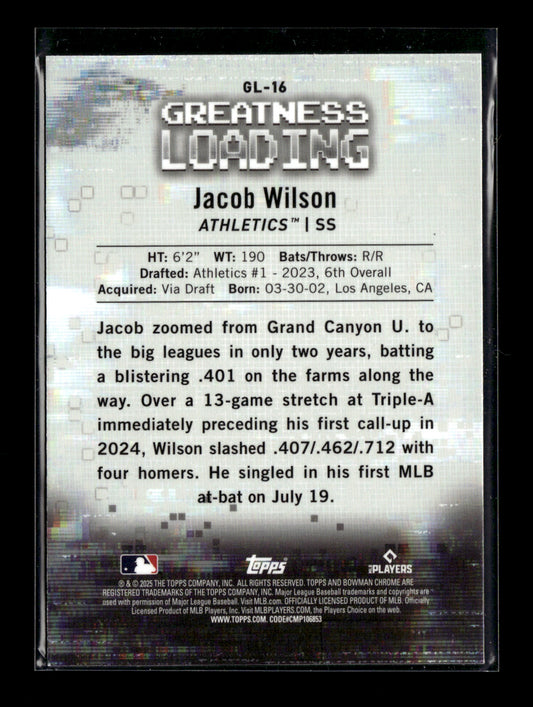 GL-16
GREATNESS
LOADING
Jacob Wilson
ATHLETICS™ | SS
HT: 6'2" WT: 190 Bats/Throws: R/R
Drafted: Athletics #1 - 2023, 6th Overall
Acquired: Via Draft Born: 03-30-02, Los Angeles, CA
Jacob zoomed from Grand Canyon U. to
the big leagues in only two years, batting
a blistering .401 on the farms along the
way. Over a 13-game stretch at Triple-A
immediately preceding his first call-up in
2024, Wilson slashed .407/.462/.712 with
four homers. He singled in his first MLB
at-bat on July 19.
topps
MLB PLAYERS
® & © 2025 THE TOPPS COMPANY, INC. ALL RIGHTS RESERVED. TOPPS AND BOWMAN CHROME ARE
REGISTERED TRADEMARKS OF THE TOPPS COMPANY, INC. Major League Baseball trademarks and copyrights are
used with permission of Major League Baseball. Visit MLB.com. OFFICIALLY LICENSED PRODUCT OF MLB. Officially
Licensed Product of MLB Players, Inc. Visit MLBPLAYERS.COM, the Players Choice on the web.
WWW.TOPPS.COM. CODE#CMP106853